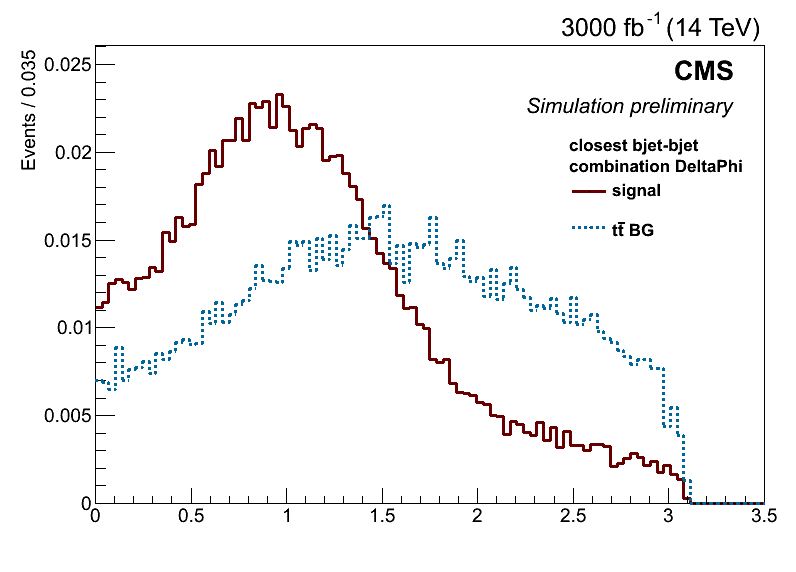 3000 fb⁻¹ (14 TeV)
Events / 0.035
CMS
Simulation preliminary
closest bjet-bjet
combination DeltaPhi
signal
tt̄ BG
0.025
0.02
0.015
0.01
0.005
0
0 0.5 1 1.5 2 2.5 3 3.5